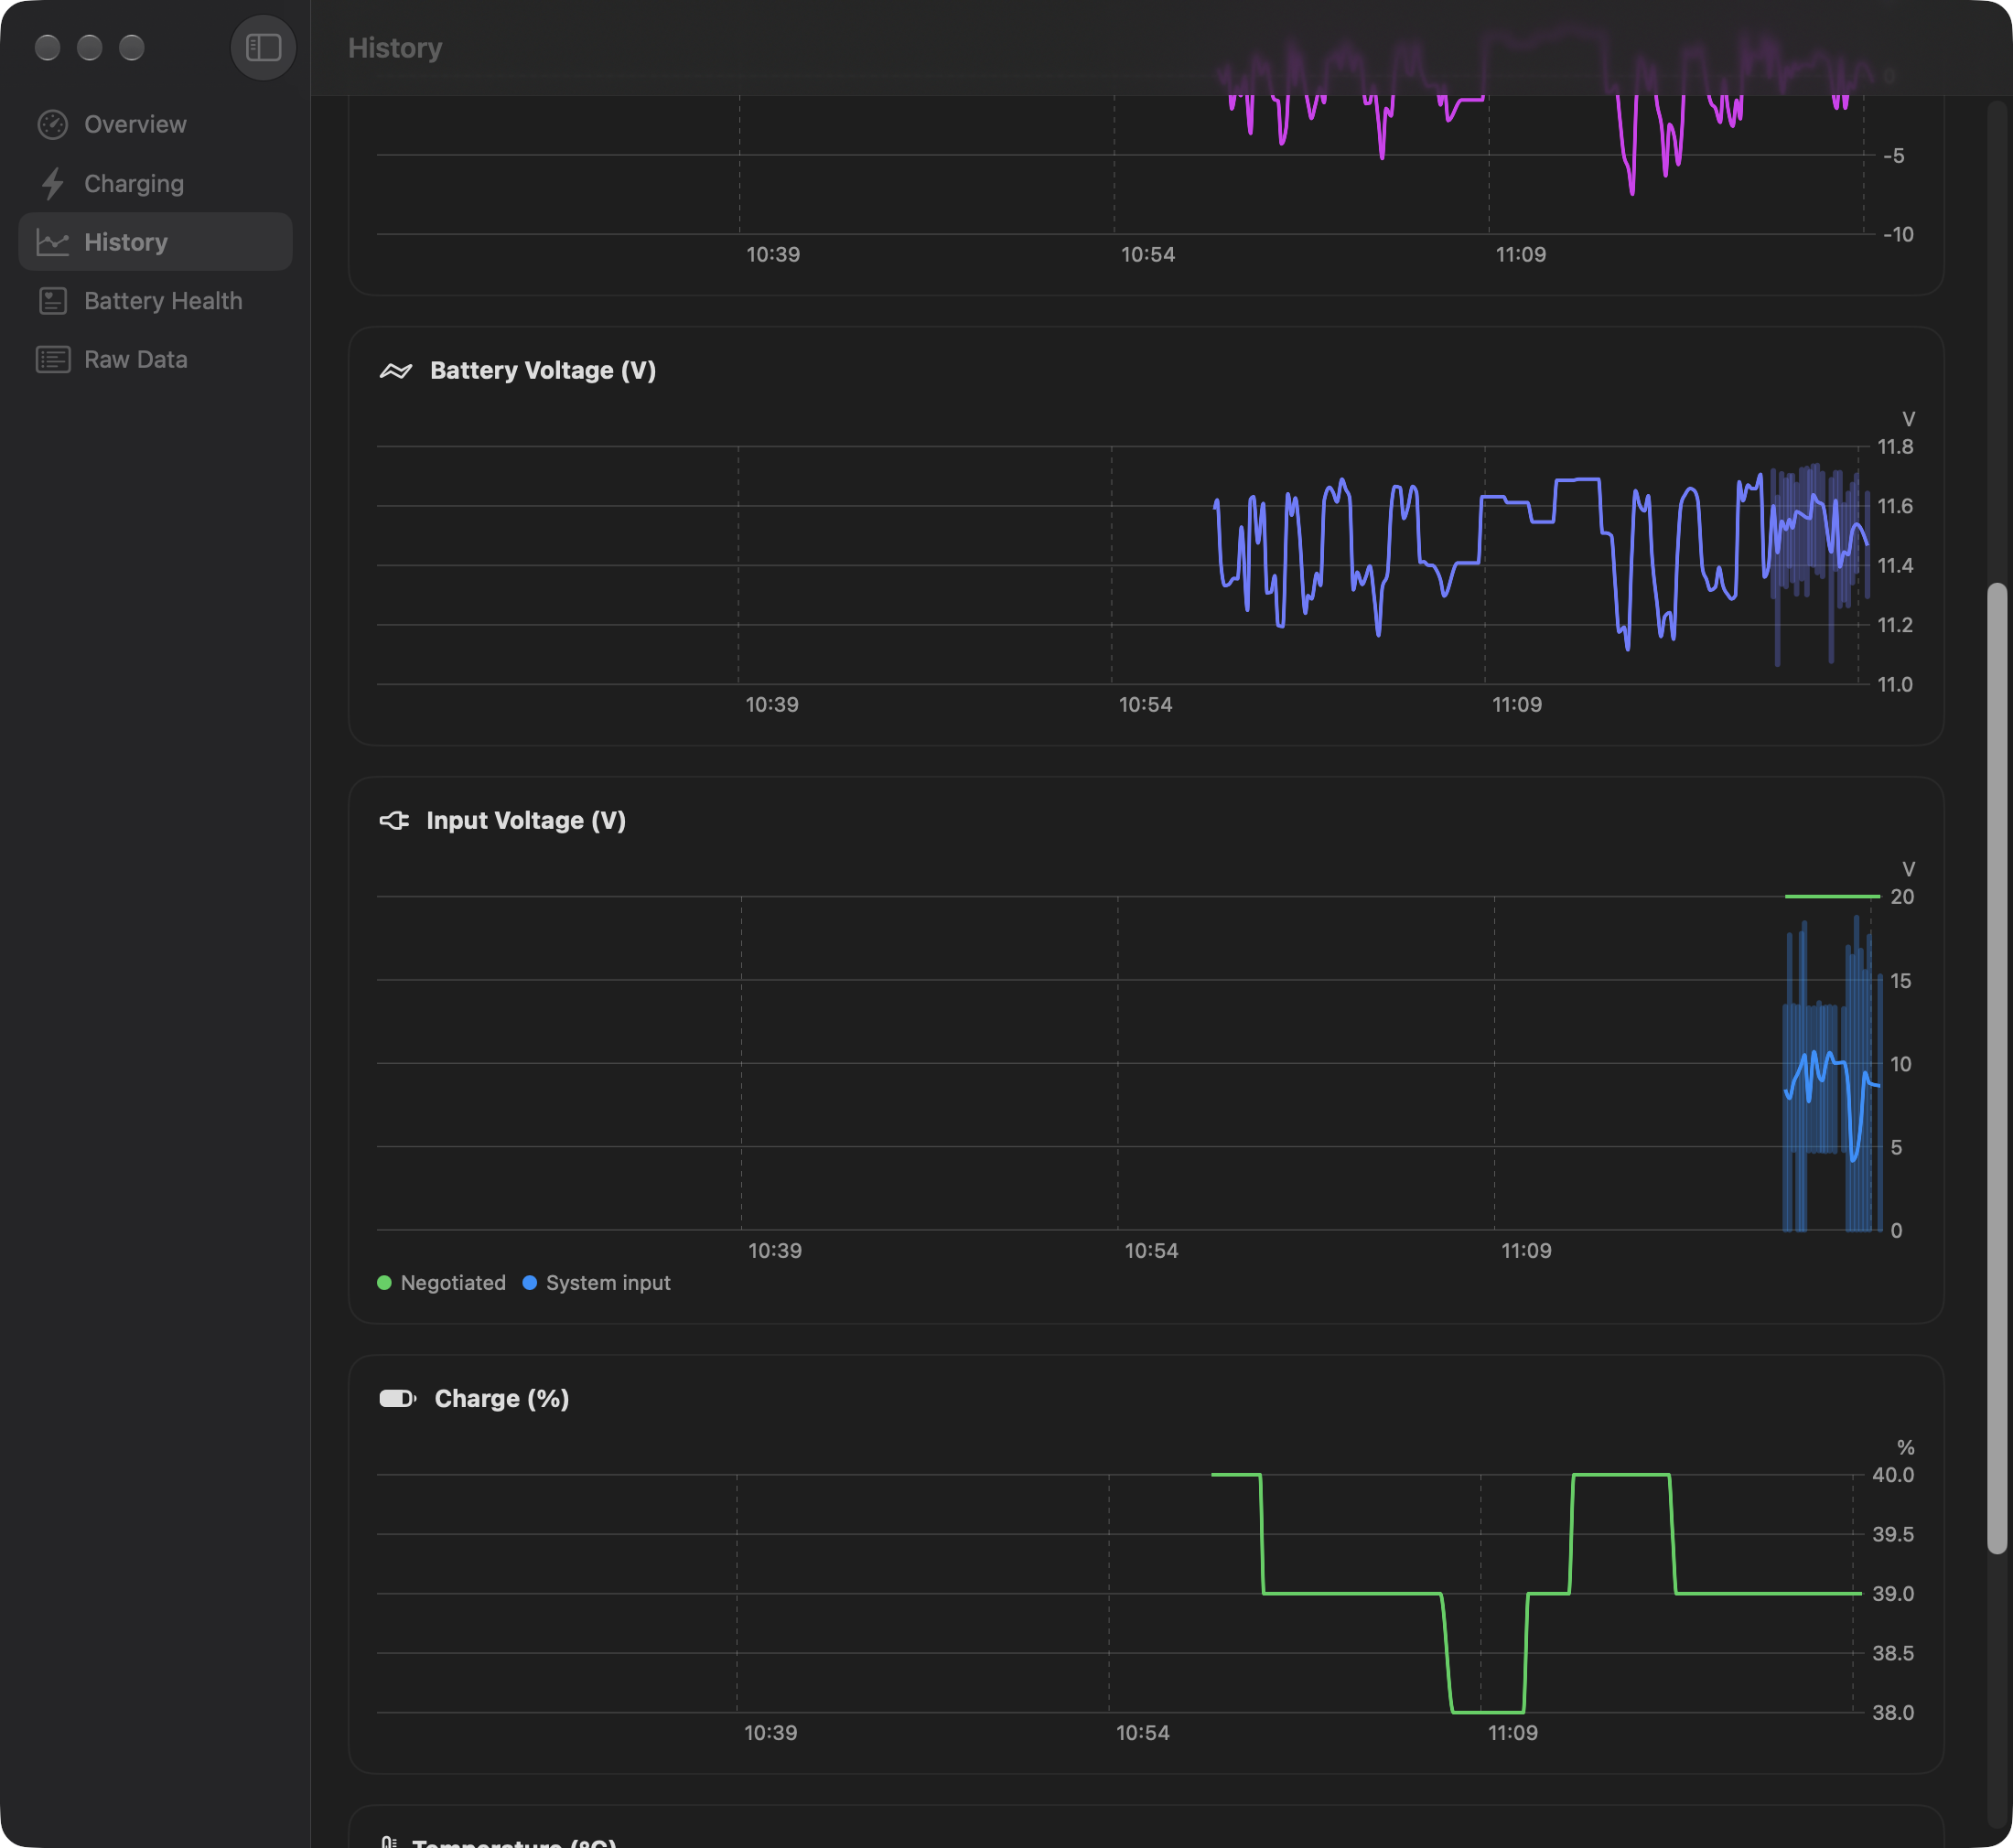 History
Overview
Charging
History
Battery Health
Raw Data
0
-5
-10
10:39
10:54
11:09
Battery Voltage (V)
V
11.8
11.6
11.4
11.2
11.0
10:39
10:54
11:09
Input Voltage (V)
V
20
15
10
5
0
10:39
10:54
11:09
Negotiated
System input
Charge (%)
%
40.0
39.5
39.0
38.5
38.0
10:39
10:54
11:09
Temperature (°C)